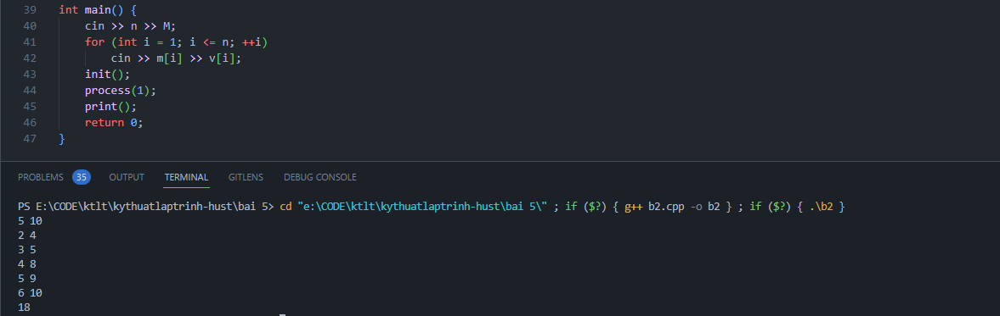 39 int main() {
40 cin >> n >> M;
41 for (int i = 1; i <= n; ++i)
42 cin >> m[i] >> v[i];
43 init();
44 process(1);
45 print();
46 return 0;
47 }
PROBLEMS 35 OUTPUT TERMINAL GITLENS DEBUG CONSOLE
PS E:\CODE\ktlt\kythuatlaptrinh-hust\bai 5> cd "e:\CODE\ktlt\kythuatlaptrinh-hust\bai 5\" ; if ($?) { g++ b2.cpp -o b2 } ; if ($?) { .\b2 }
5 10
2 4
3 5
4 8
5 9
6 10
18